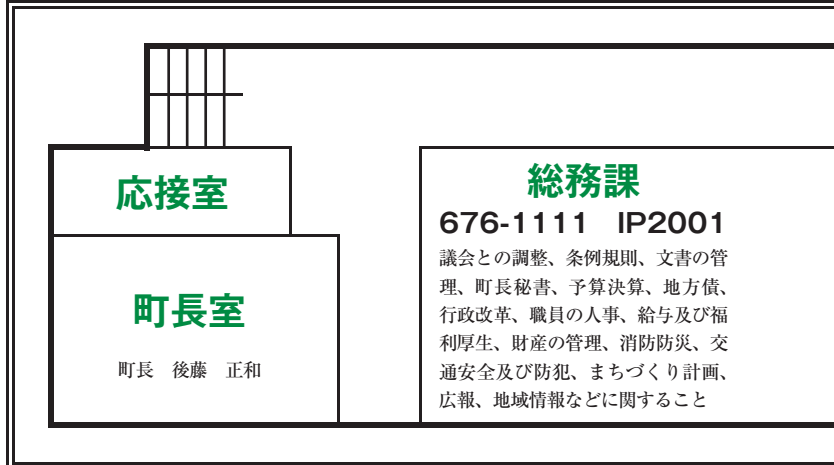 応接室
町長室
町長　後藤　正和
総務課
676-1111　IP2001
議会との調整、条例規則、文書の管
理、町長秘書、予算決算、地方債、
行政改革、職員の人事、給与及び福
利厚生、財産の管理、消防防災、交
通安全及び防犯、まちづくり計画、
広報、地域情報などに関すること